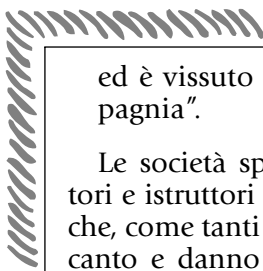 ed è vissuto
pagnia”.
Le società sp
tori e istruttori
che, come tanti
canto e danno